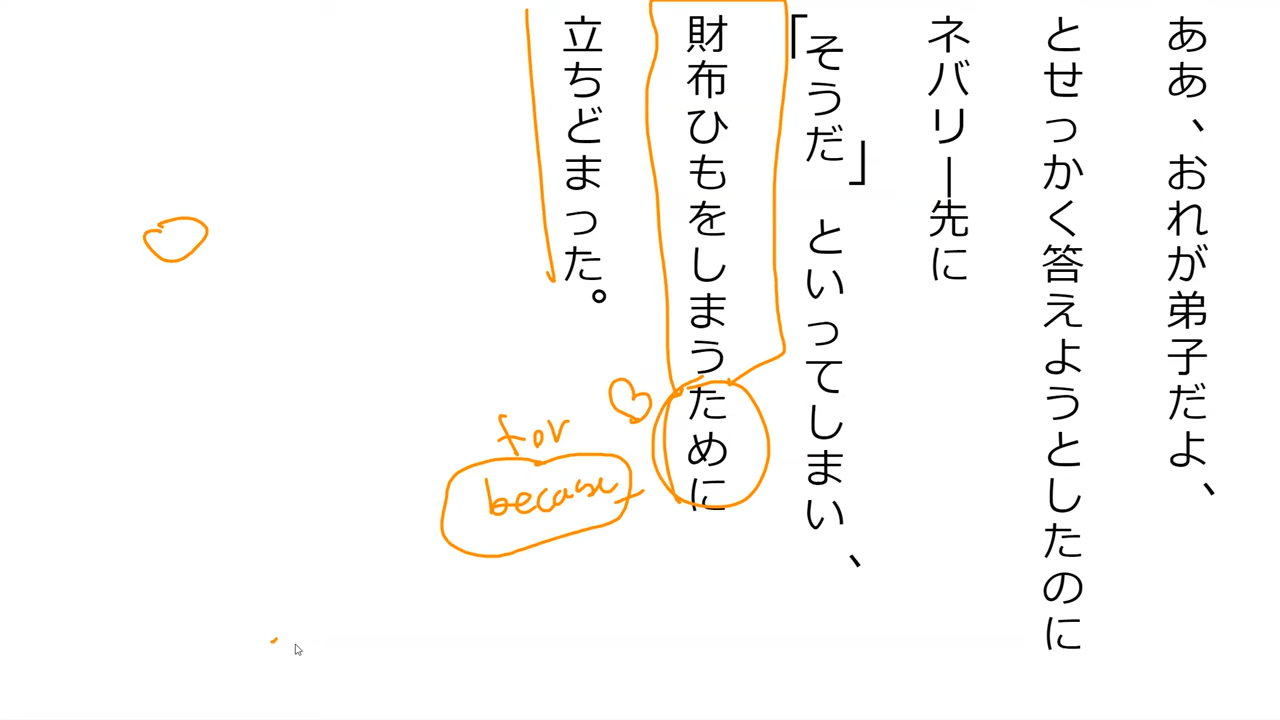 ああ、おれが弟子だよ、
とせっかく答えようとしたのに
ネバリー先に
「そうだ」といってしまい、
財布ひもをしまうために
立ちどまった。
for
becase